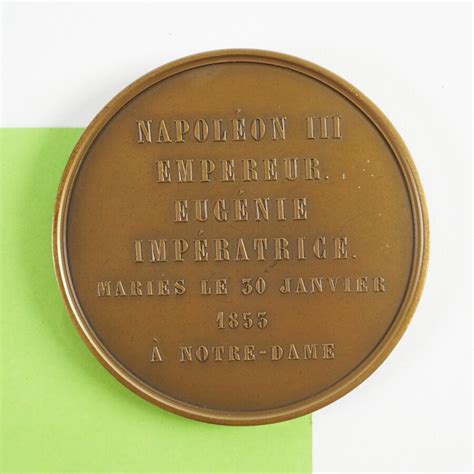 NAPOLÉON III
EMPEREUR.
EUGÉNIE
IMPÉRATRICE.
MARIÉS LE 30 JANVIER
1853
À NOTRE-DAME